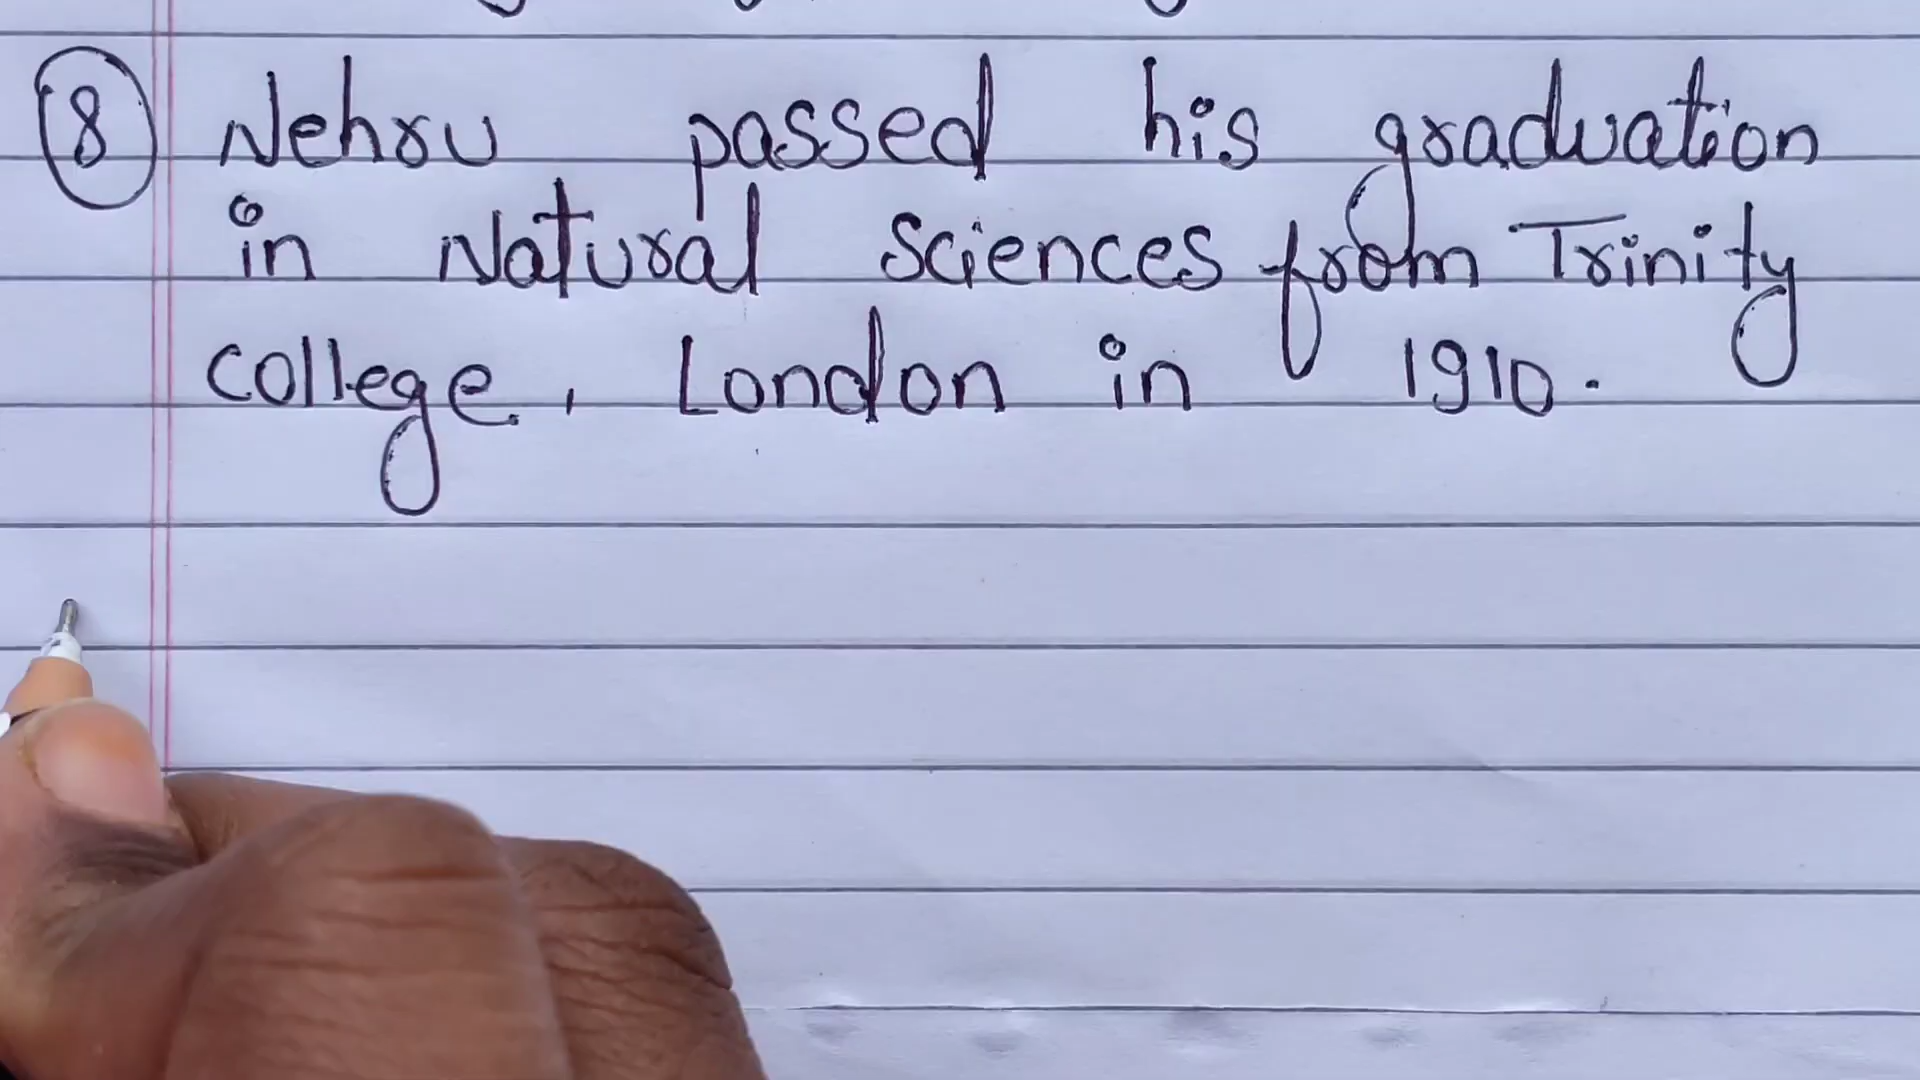 8 Nehru passed his graduation
in Natural Sciences from Trinity
College, London in 1910.